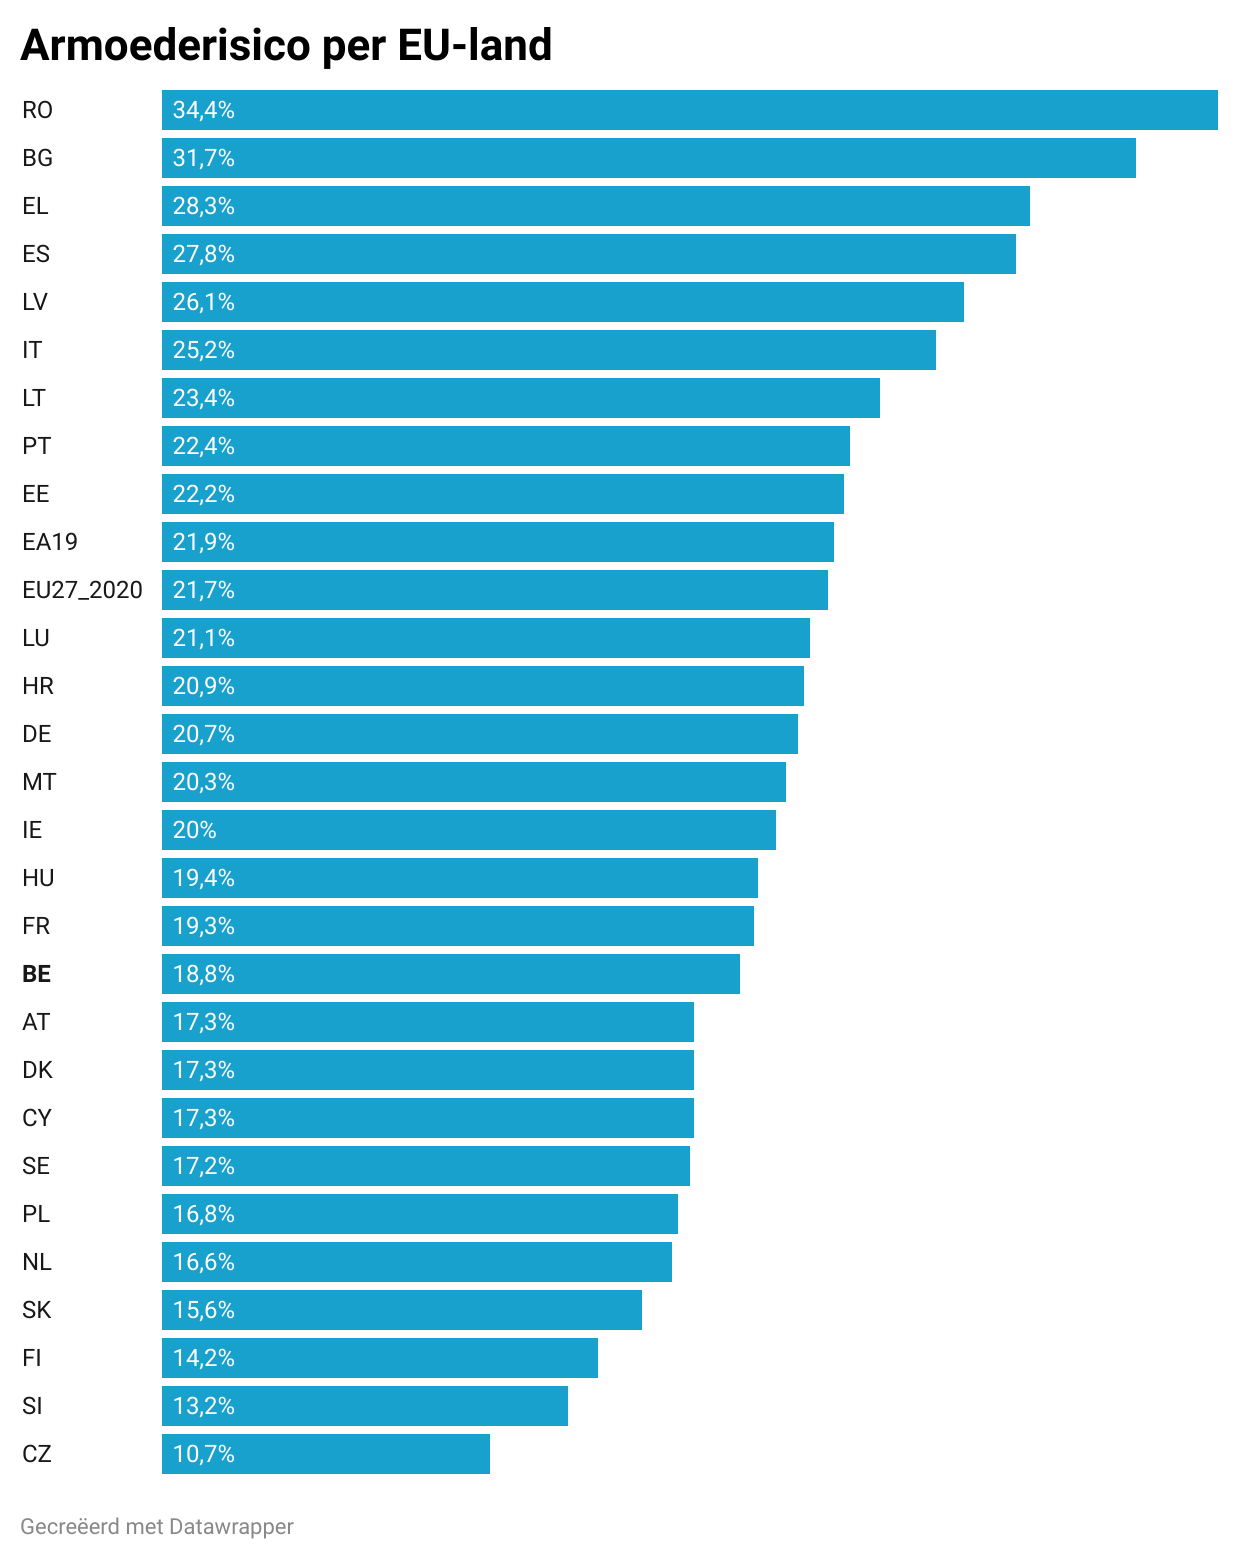 Armoederisico per EU-land
RO 34,4%
BG 31,7%
EL 28,3%
ES 27,8%
LV 26,1%
IT 25,2%
LT 23,4%
PT 22,4%
EE 22,2%
EA19 21,9%
EU27_2020 21,7%
LU 21,1%
HR 20,9%
DE 20,7%
MT 20,3%
IE 20%
HU 19,4%
FR 19,3%
BE 18,8%
AT 17,3%
DK 17,3%
CY 17,3%
SE 17,2%
PL 16,8%
NL 16,6%
SK 15,6%
FI 14,2%
SI 13,2%
CZ 10,7%
Gecreëerd met Datawrapper